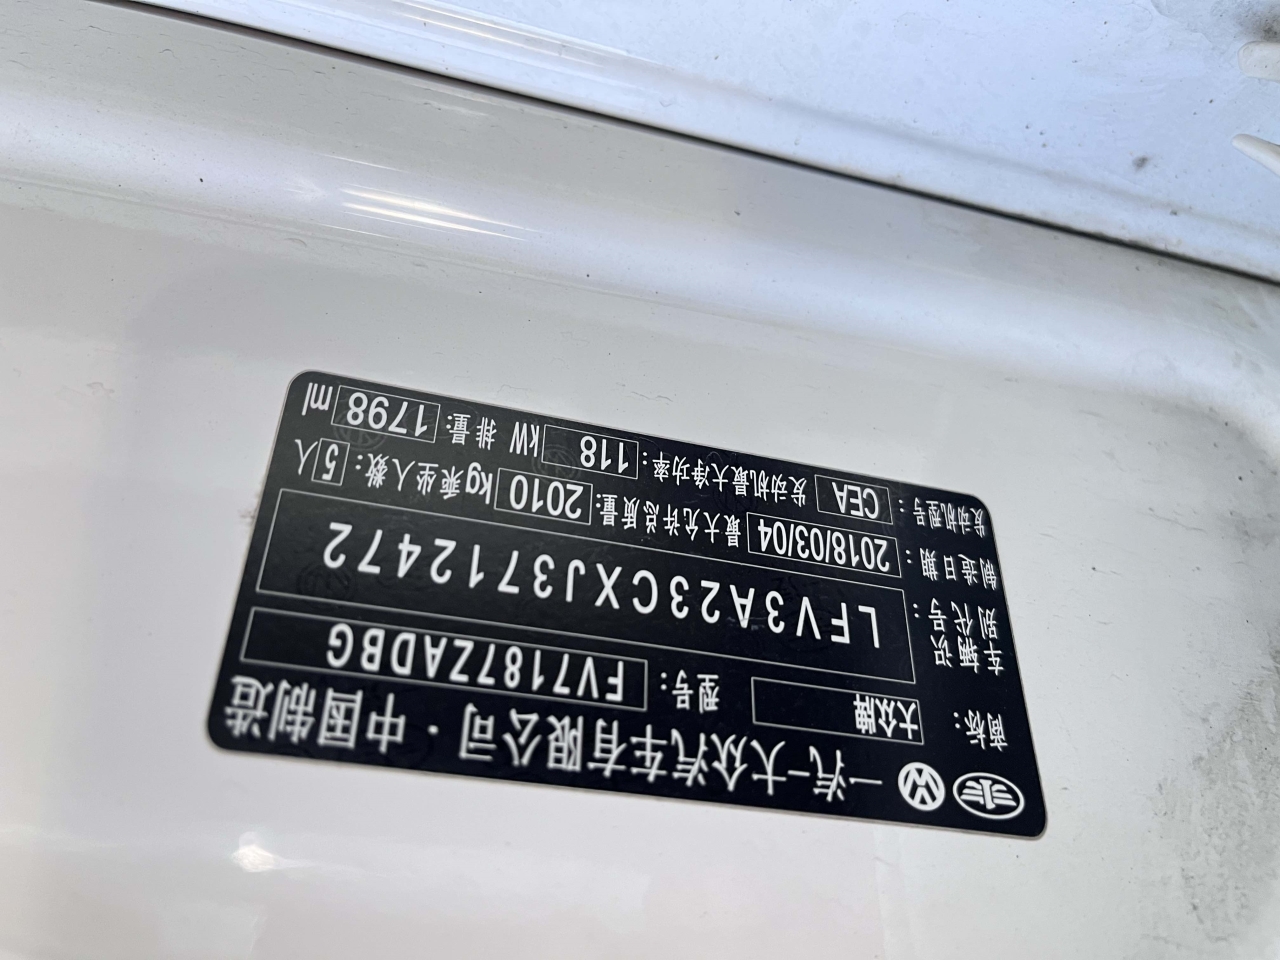 一汽-大众汽车有限公司·中国制造
商标: 大众牌 型号: FV7187ZADBG
车辆识别代号: LFV3A23CXJ3712472
制造日期: 2018/03/04 最大允许总质量: 2010 kg 乘坐人数: 5 人
发动机型号: CEA 发动机最大净功率: 118 kW 排量: 1798 ml